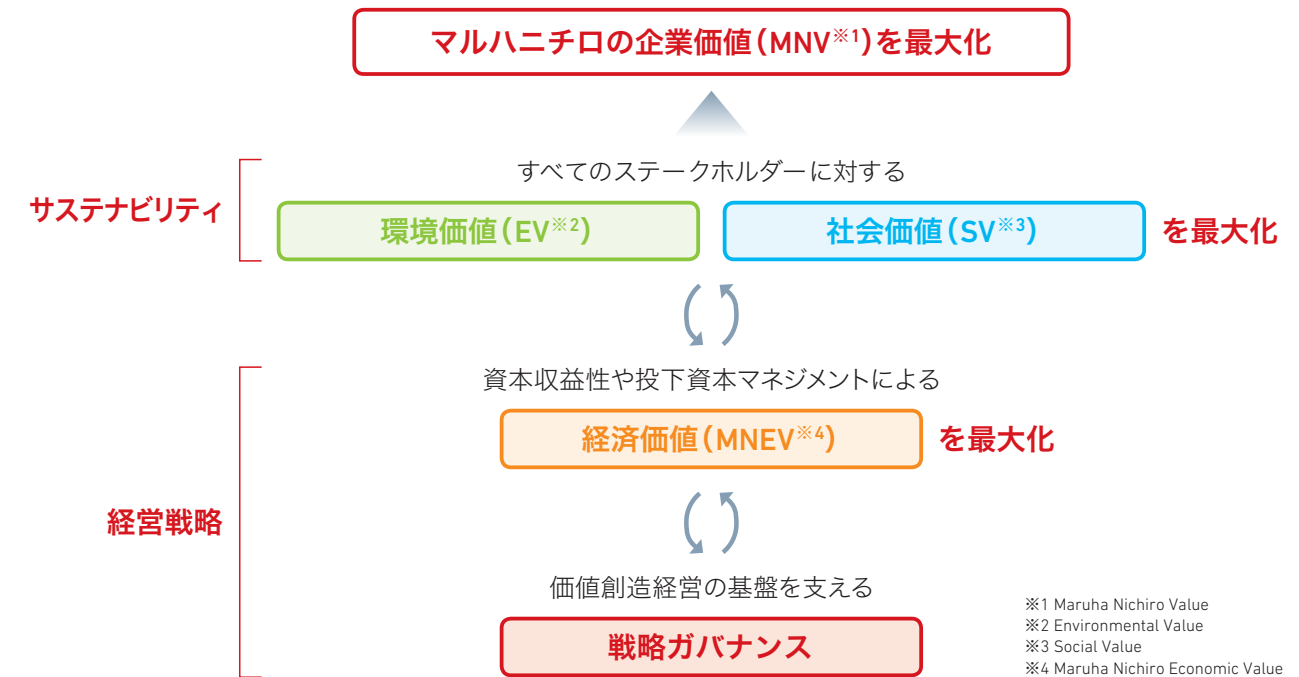 マルハニチロの企業価値（MNV※1）を最大化
すべてのステークホルダーに対する
サステナビリティ
環境価値（EV※2） 社会価値（SV※3） を最大化
資本収益性や投下資本マネジメントによる
経済価値（MNEV※4） を最大化
経営戦略
価値創造経営の基盤を支える
戦略ガバナンス
※1 Maruha Nichiro Value
※2 Environmental Value
※3 Social Value
※4 Maruha Nichiro Economic Value